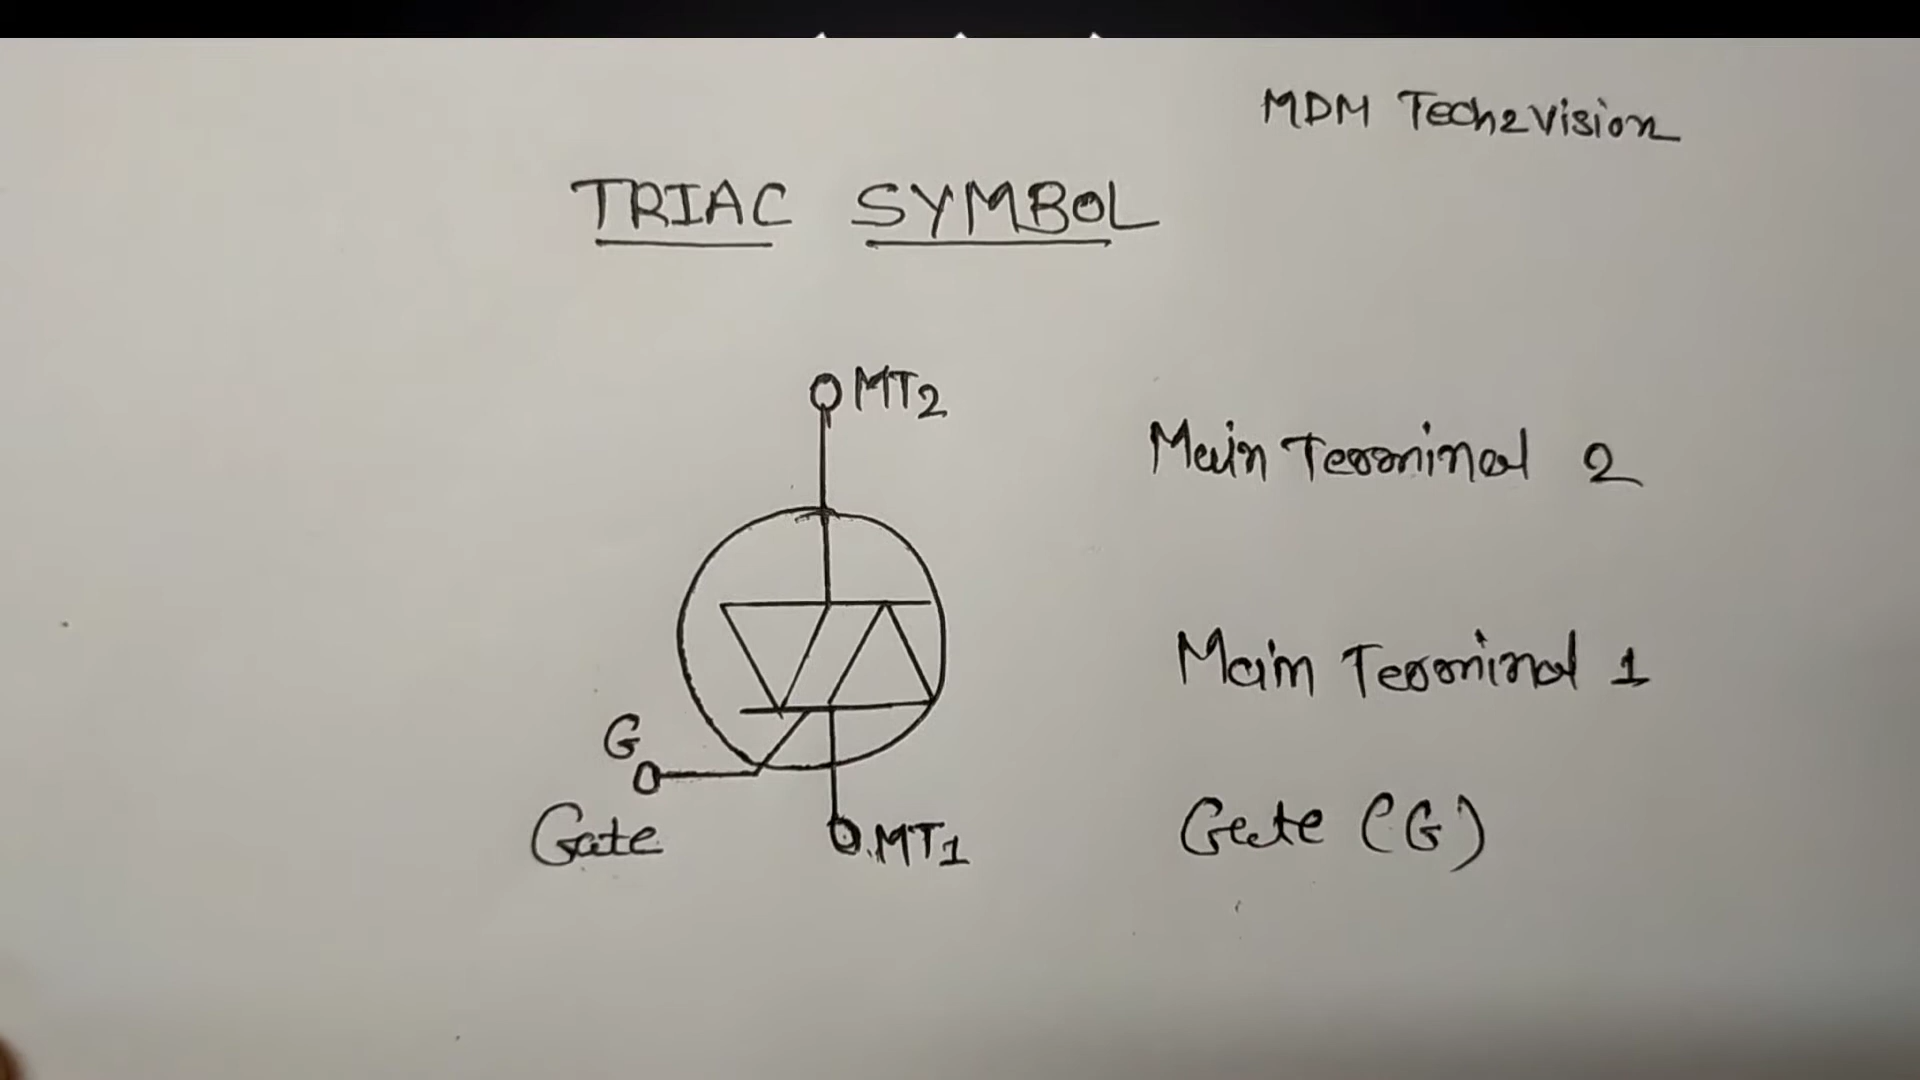 MDM Tech2Vision
TRIAC SYMBOL
MT2
Main Terminal 2
Main Terminal 1
G
Gate
MT1
Gate (G)